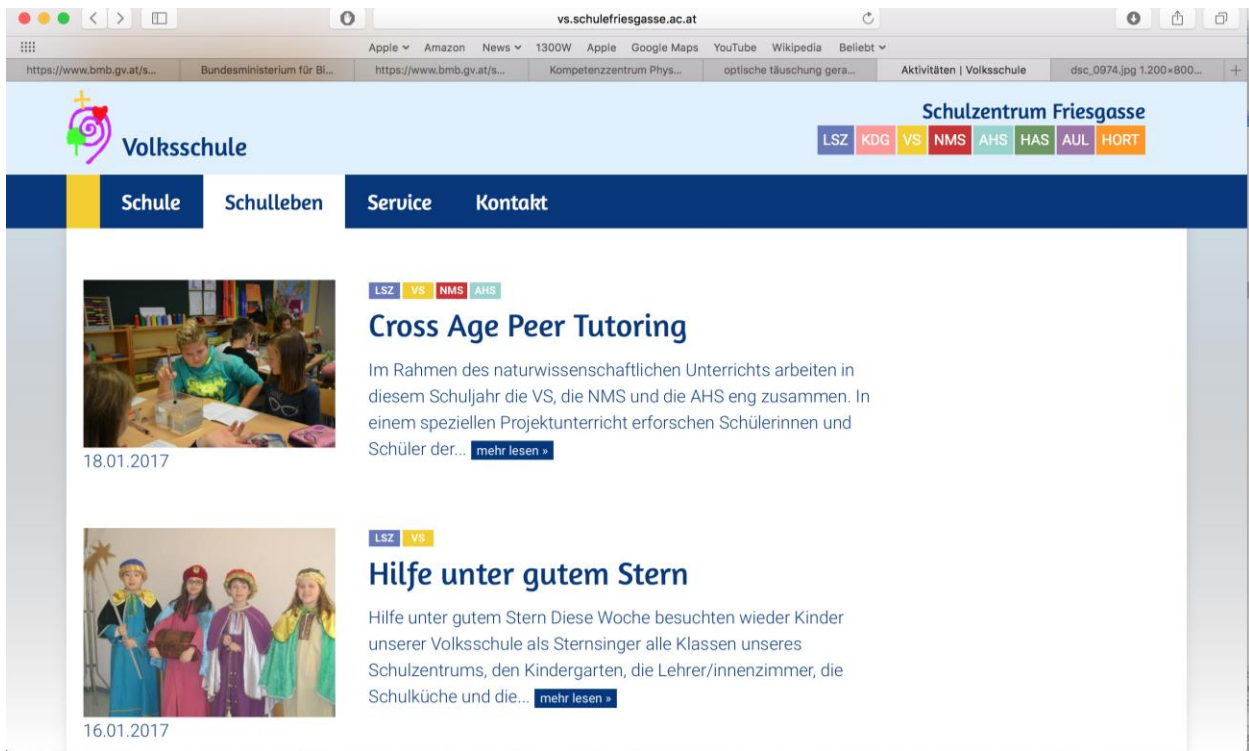 vs.schulefriesgasse.ac.at
Apple Amazon News 1300W Apple Google Maps YouTube Wikipedia Beliebt
https://www.bmb.gv.at/s... Bundesministerium für Bi... https://www.bmb.gv.at/s... Kompetenzzentrum Phys... optische täuschung gera... Aktivitäten | Volksschule dsc_0974.jpg 1.200×800...
Volksschule
Schulzentrum Friesgasse
LSZ KDG VS NMS AHS HAS AUL HORT
Schule Schulleben Service Kontakt
LSZ VS NMS AHS
Cross Age Peer Tutoring
Im Rahmen des naturwissenschaftlichen Unterrichts arbeiten in
diesem Schuljahr die VS, die NMS und die AHS eng zusammen. In
einem speziellen Projektunterricht erforschen Schülerinnen und
Schüler der... mehr lesen »
18.01.2017
LSZ VS
Hilfe unter gutem Stern
Hilfe unter gutem Stern Diese Woche besuchten wieder Kinder
unserer Volksschule als Sternsinger alle Klassen unseres
Schulzentrums, den Kindergarten, die Lehrer/innenzimmer, die
Schulküche und die... mehr lesen »
16.01.2017